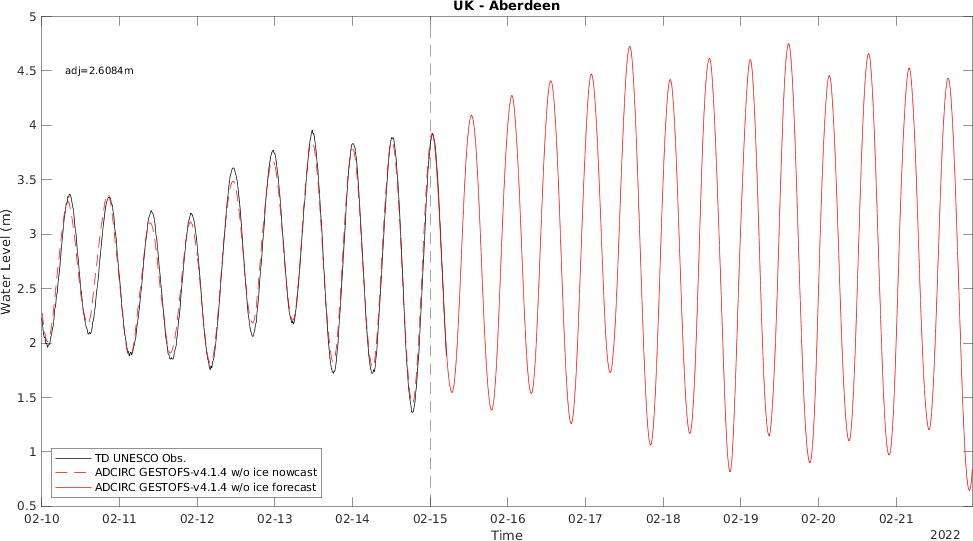 UK - Aberdeen
adj=2.6084m
Water Level (m)
5
4.5
4
3.5
3
2.5
2
1.5
1
0.5
TD UNESCO Obs.
ADCIRC GESTOFS-v4.1.4 w/o ice nowcast
ADCIRC GESTOFS-v4.1.4 w/o ice forecast
02-10 02-11 02-12 02-13 02-14 02-15 02-16 02-17 02-18 02-19 02-20 02-21
Time
2022